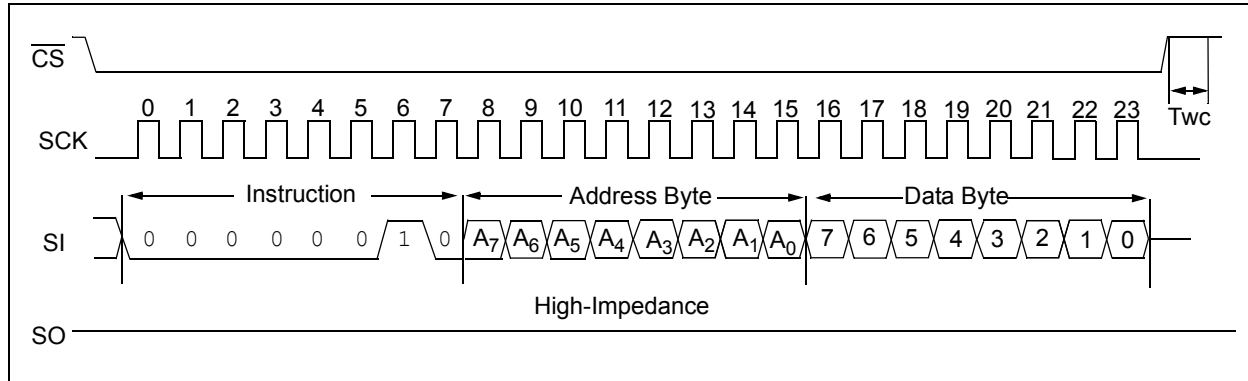 CS
0 1 2 3 4 5 6 7 8 9 10 11 12 13 14 15 16 17 18 19 20 21 22 23
Twc
SCK
Instruction Address Byte Data Byte
SI 0 0 0 0 0 0 1 0 A7 A6 A5 A4 A3 A2 A1 A0 7 6 5 4 3 2 1 0
High-Impedance
SO